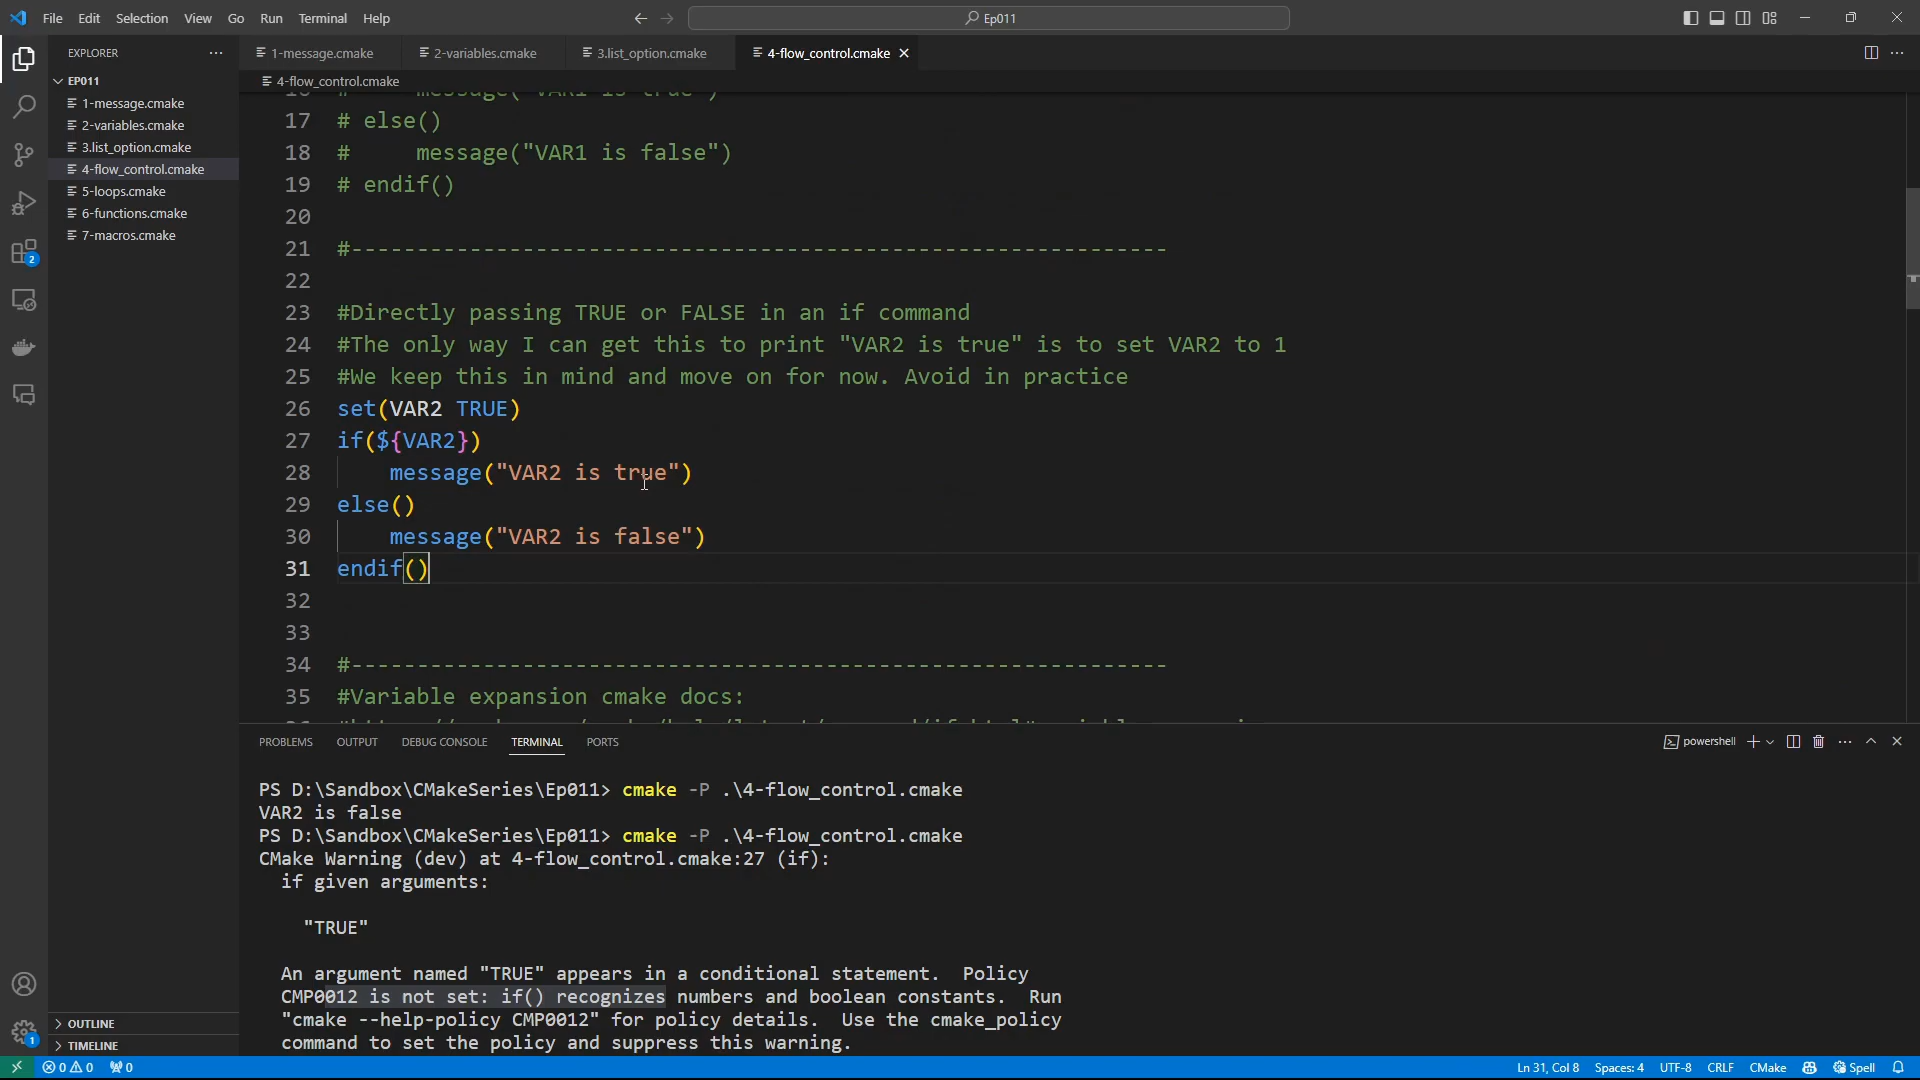 File Edit Selection View Go Run Terminal Help
Ep011
EXPLORER
1-message.cmake 2-variables.cmake 3.list_option.cmake 4-flow_control.cmake
EP011
4-flow_control.cmake
1-message.cmake
2-variables.cmake
3.list_option.cmake
4-flow_control.cmake
5-loops.cmake
6-functions.cmake
7-macros.cmake
2
16 # message("VAR1 is true")
17 # else()
18 # message("VAR1 is false")
19 # endif()
20
21 #--------------------------------------------------------------
22
23 #Directly passing TRUE or FALSE in an if command
24 #The only way I can get this to print "VAR2 is true" is to set VAR2 to 1
25 #We keep this in mind and move on for now. Avoid in practice
26 set(VAR2 TRUE)
27 if(${VAR2})
28 message("VAR2 is true")
29 else()
30 message("VAR2 is false")
31 endif()
32
33
34 #--------------------------------------------------------------
35 #Variable expansion cmake docs:
PROBLEMS OUTPUT DEBUG CONSOLE TERMINAL PORTS
powershell
PS D:\Sandbox\CMakeSeries\Ep011> cmake -P .\4-flow_control.cmake
VAR2 is false
PS D:\Sandbox\CMakeSeries\Ep011> cmake -P .\4-flow_control.cmake
CMake Warning (dev) at 4-flow_control.cmake:27 (if):
if given arguments:
"TRUE"
An argument named "TRUE" appears in a conditional statement. Policy
CMP0012 is not set: if() recognizes numbers and boolean constants. Run
"cmake --help-policy CMP0012" for policy details. Use the cmake_policy
command to set the policy and suppress this warning.
OUTLINE
TIMELINE
1
0 0 0
Ln 31, Col 8 Spaces: 4 UTF-8 CRLF CMake Spell